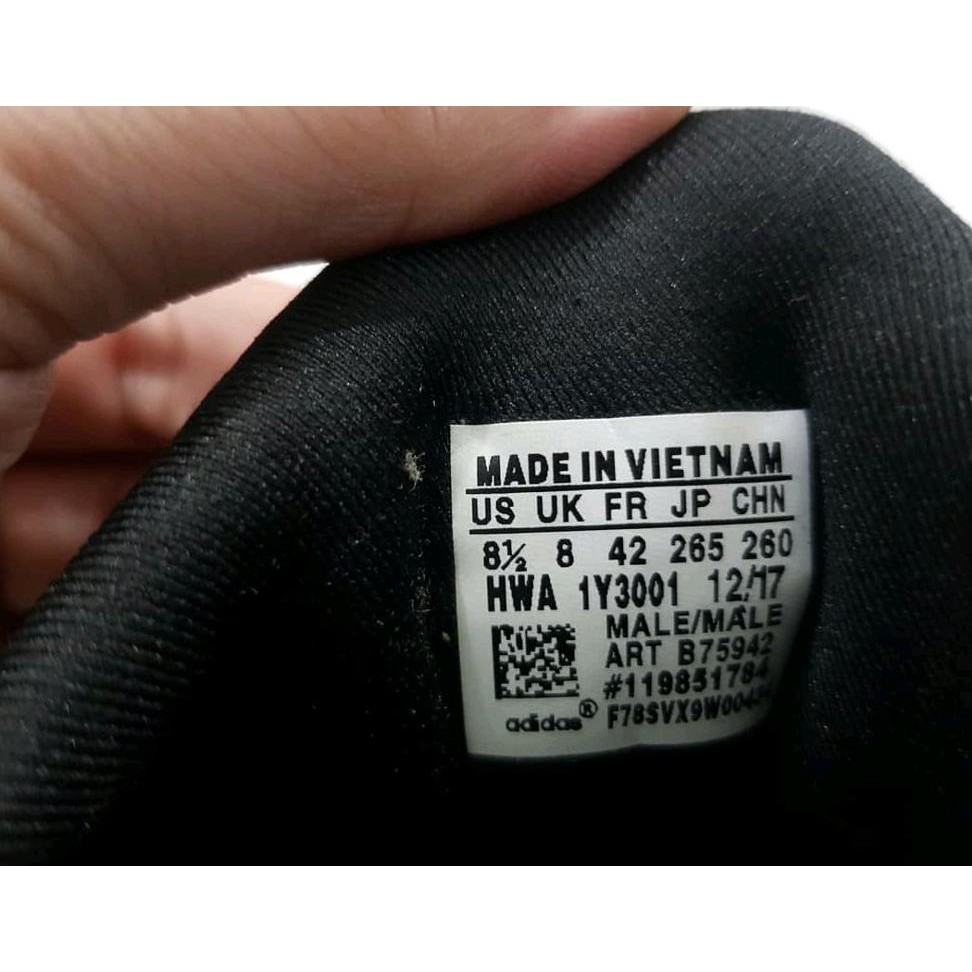 MADE IN VIETNAM
US UK FR JP CHN
8½ 8 42 265 260
HWA 1Y3001 12/17
MALE/MALE
ART B75942
#119851784
adidas®